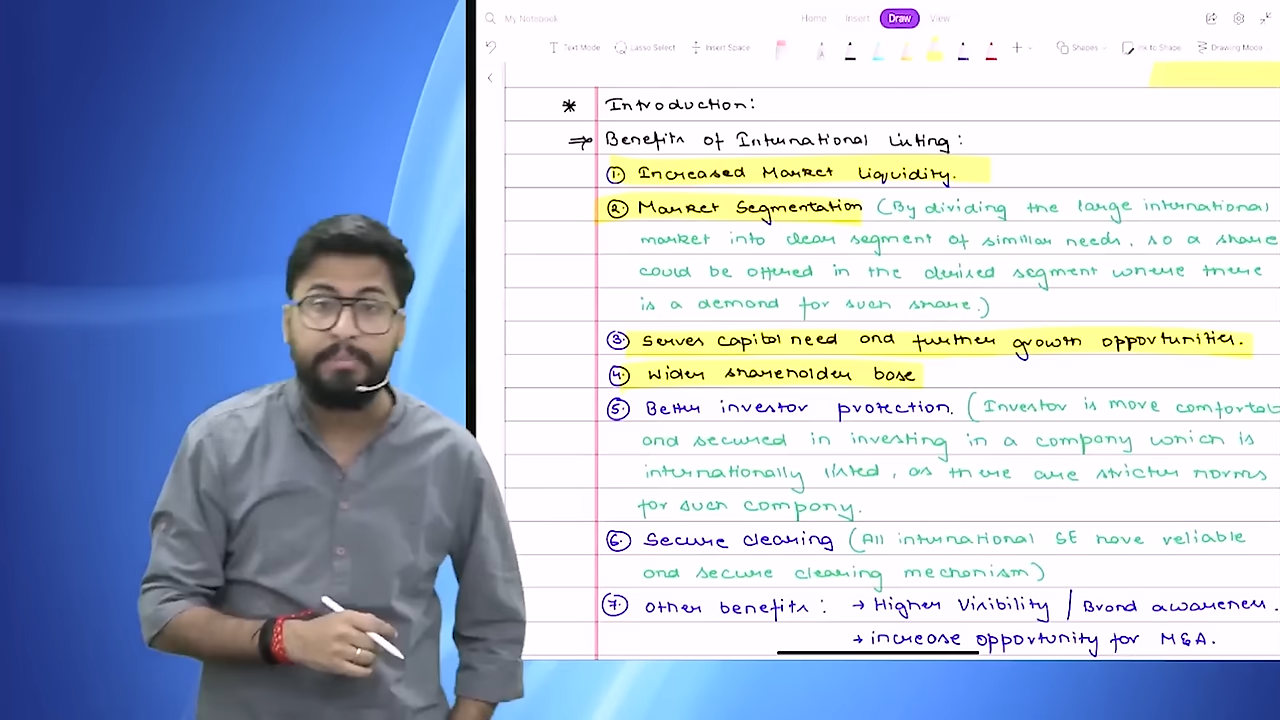 My Notebook
Home Insert Draw View
Text Mode Lasso Select Insert Space Shapes Ink to Shape Drawing Mode
* Introduction:
⇒ Benefits of International Listing:
1. Increased Market Liquidity.
2. Market Segmentation (By dividing the large international
market into clear segment of similar needs, so a share
could be offered in the desired segment where there
is a demand for such share.)
3. Serves capital need and further growth opportunities.
4. Wider shareholder base
5. Better investor protection. (Investor is more comfortab
and secured in investing in a company which is
internationally listed, as there are stricter norms
for such company.
6. Secure clearing (All international SE have reliable
and secure clearing mechanism)
7. Other benefits: → Higher Visibility / Brand awareness.
→ increase opportunity for M&A.